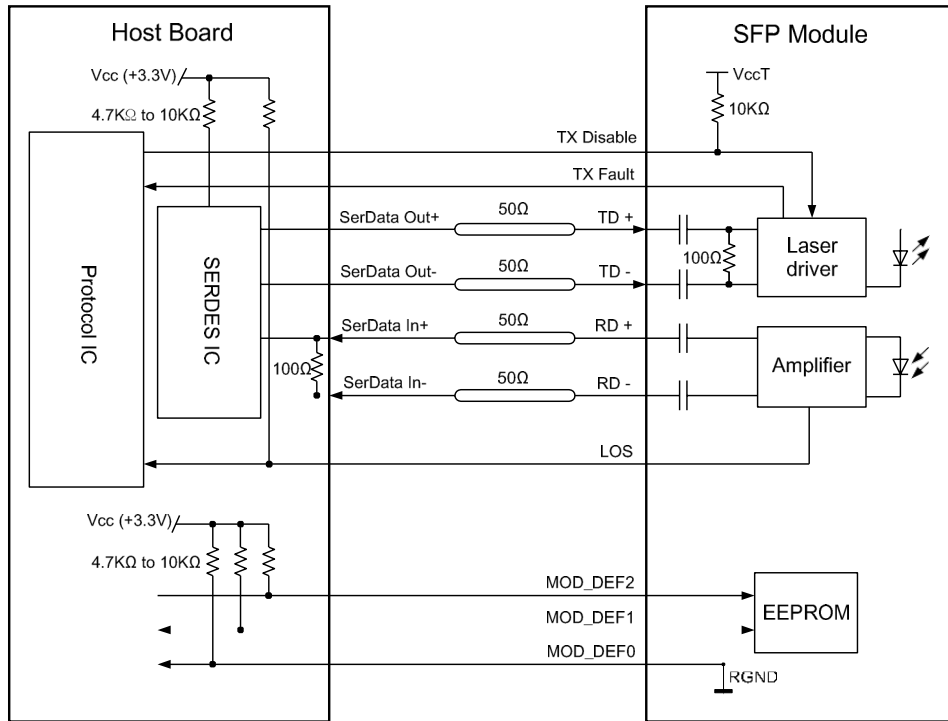 Host Board
SFP Module
Vcc (+3.3V)
VccT
4.7KΩ to 10KΩ
10KΩ
TX Disable
TX Fault
SerData Out+
50Ω
TD +
Laser driver
100Ω
SERDES IC
Protocol IC
SerData Out-
50Ω
TD -
SerData In+
50Ω
RD +
100Ω
Amplifier
SerData In-
50Ω
RD -
LOS
Vcc (+3.3V)
4.7KΩ to 10KΩ
MOD_DEF2
EEPROM
MOD_DEF1
MOD_DEF0
RGND